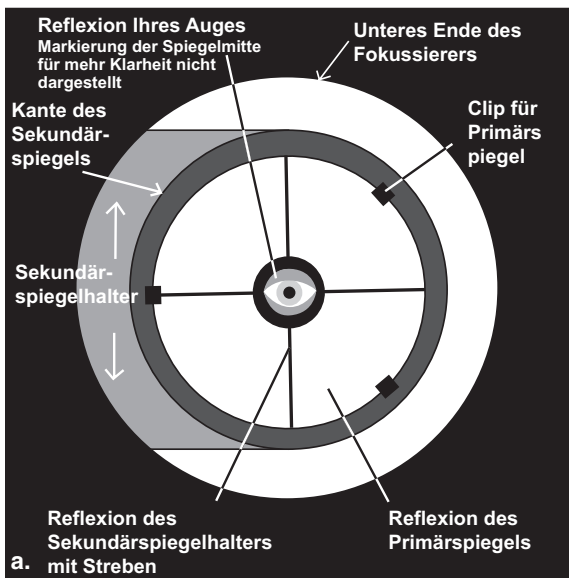 Reflexion Ihres Auges
Markierung der Spiegelmitte
für mehr Klarheit nicht
dargestellt
Unteres Ende des
Fokussierers
Kante des
Sekundär-
spiegels
Clip für
Primärs
piegel
Sekundär-
spiegelhalter
Reflexion des
Sekundärspiegelhalters
mit Streben
Reflexion des
Primärspiegels
a.